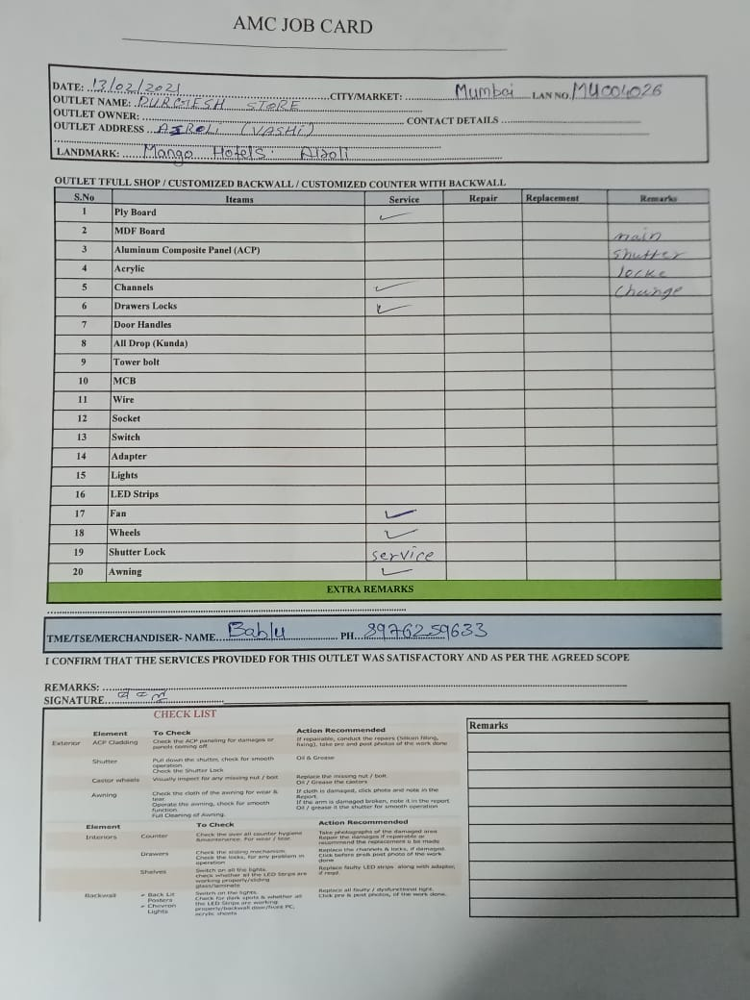 AMC JOB CARD
DATE: 13/02/2021 CITY/MARKET: Mumbai LAN NO. MU004026
OUTLET NAME: DURGESH STORE
OUTLET OWNER: CONTACT DETAILS
OUTLET ADDRESS AIROLI (VASHI)
LANDMARK: Mango Hotels. Airoli
OUTLET TFULL SHOP / CUSTOMIZED BACKWALL / CUSTOMIZED COUNTER WITH BACKWALL
S.No Iteams Service Repair Replacement Remarks
1 Ply Board ✓
2 MDF Board main
3 Aluminum Composite Panel (ACP) shutter
4 Acrylic locke
5 Channels ✓ change
6 Drawers Locks ✓
7 Door Handles
8 All Drop (Kunda)
9 Tower bolt
10 MCB
11 Wire
12 Socket
13 Switch
14 Adapter
15 Lights
16 LED Strips
17 Fan ✓
18 Wheels ✓
19 Shutter Lock service
20 Awning ✓
EXTRA REMARKS
TME/TSE/MERCHANDISER- NAME Bablu PH 8976259633
I CONFIRM THAT THE SERVICES PROVIDED FOR THIS OUTLET WAS SATISFACTORY AND AS PER THE AGREED SCOPE
REMARKS:
SIGNATURE
CHECK LIST
Remarks
Element To Check Action Recommended
Exterior ACP Cladding Check the ACP paneling for damages or If repairable, conduct the repairs (Silicon filling,
panels coming off. fixing), take pre and post photos of the work done
Shutter Pull down the shutter, check for smooth Oil & Grease
operation
Check the Shutter Lock
Castor wheels Visually inspect for any missing nut / bolt Replace the missing nut / bolt.
Oil / Grease the castors
Awning Check the cloth of the awning for wear & If cloth is damaged, click photo and note in the
tear Report.
Operate the awning, check for smooth If the arm is damaged broken, note it in the report
function Oil / grease it the shutter for smooth operation
Full Cleaning of Awning.
Element To Check Action Recommended
Interiors Counter Check the over all counter hygiene Take photographs of the damaged area
&maintenance. For wear / tear. Repair the damages if repairable or
recommend the replacement is be made
Drawers Check the sliding mechanism Replace the channels & locks, if damaged.
Check the locks, for any problem in Click before pre& post photo of the work
operation done
Shelves Switch on all the lights Replace faulty LED strips along with adapter,
check whether all the LED Strips are if reqd.
working properly/sliding
glass/laminate
Backwall Back Lit Switch on the lights. Replace all faulty / dysfunctional light.
Posters Check for dark spots & whether all Click pre & post photos, of the work done.
Chevron the LED Strips are working
Lights properly/backwall door/front PC,
acrylic sheets